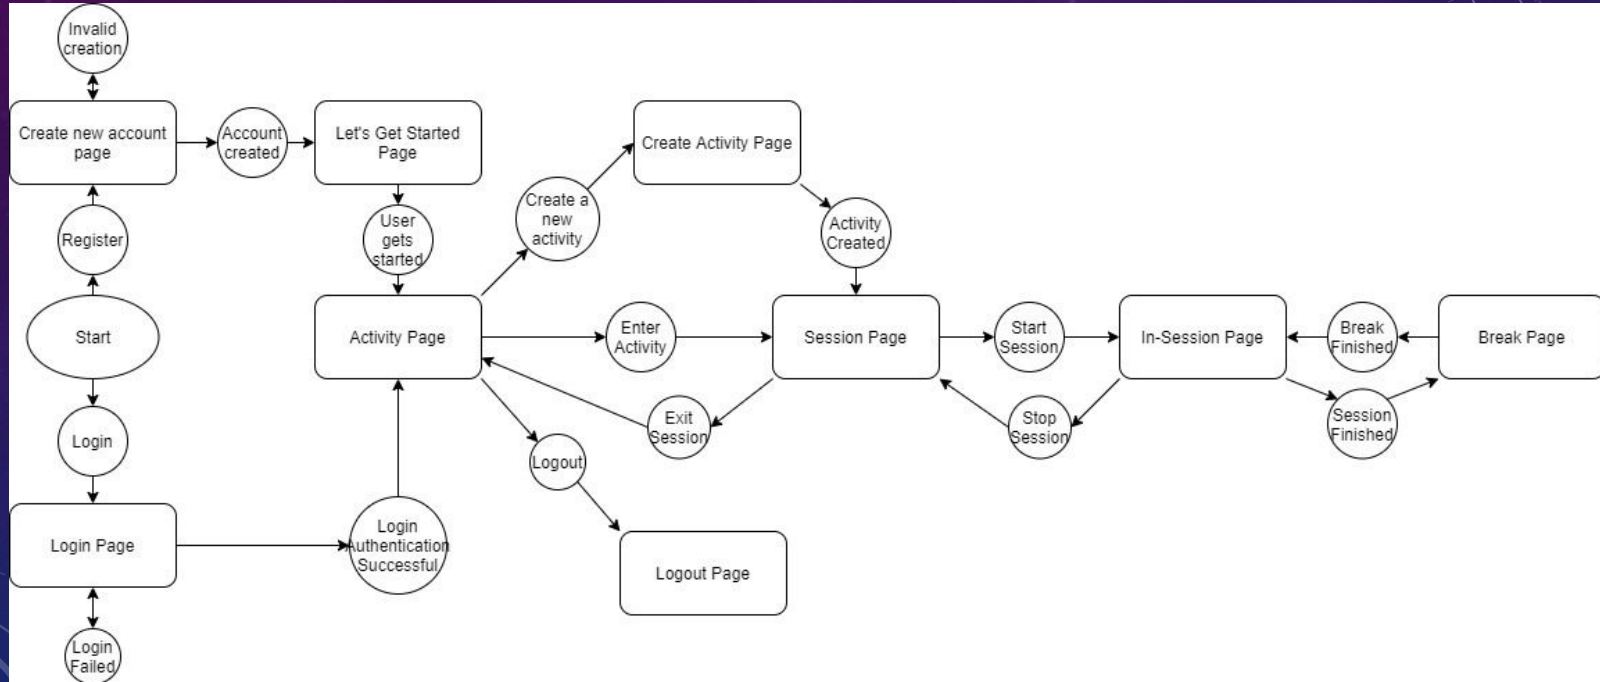 Invalid
creation
Create new account
page
Account
created
Let's Get Started
Page
Create Activity Page
Register
User
gets
started
Create a
new
activity
Activity
Created
Start
Activity Page
Enter
Activity
Session Page
Start
Session
In-Session Page
Break
Finished
Break Page
Login
Exit
Session
Stop
Session
Session
Finished
Logout
Login Page
Login
Authentication
Successful
Logout Page
Login
Failed